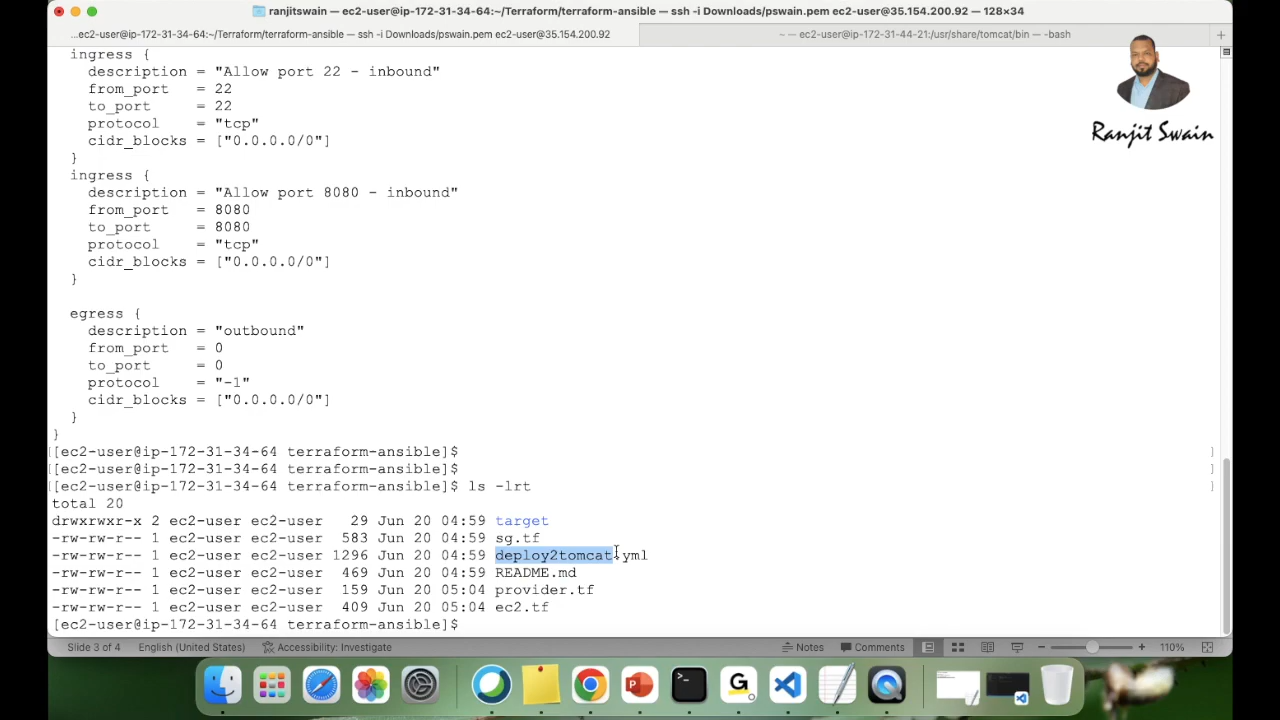 ranjitswain — ec2-user@ip-172-31-34-64:~/Terraform/terraform-ansible — ssh -i Downloads/pswain.pem ec2-user@35.154.200.92 — 128×34
...ec2-user@ip-172-31-34-64:~/Terraform/terraform-ansible — ssh -i Downloads/pswain.pem ec2-user@35.154.200.92
~ — ec2-user@ip-172-31-44-21:/usr/share/tomcat/bin — -bash
Ranjit Swain
ingress {
description = "Allow port 22 - inbound"
from_port = 22
to_port = 22
protocol = "tcp"
cidr_blocks = ["0.0.0.0/0"]
}
ingress {
description = "Allow port 8080 - inbound"
from_port = 8080
to_port = 8080
protocol = "tcp"
cidr_blocks = ["0.0.0.0/0"]
}
egress {
description = "outbound"
from_port = 0
to_port = 0
protocol = "-1"
cidr_blocks = ["0.0.0.0/0"]
}
}
[[ec2-user@ip-172-31-34-64 terraform-ansible]$ ]
[[ec2-user@ip-172-31-34-64 terraform-ansible]$ ]
[[ec2-user@ip-172-31-34-64 terraform-ansible]$ ls -lrt ]
total 20
drwxrwxr-x 2 ec2-user ec2-user 29 Jun 20 04:59 target
-rw-rw-r-- 1 ec2-user ec2-user 583 Jun 20 04:59 sg.tf
-rw-rw-r-- 1 ec2-user ec2-user 1296 Jun 20 04:59 deploy2tomcat.yml
-rw-rw-r-- 1 ec2-user ec2-user 469 Jun 20 04:59 README.md
-rw-rw-r-- 1 ec2-user ec2-user 159 Jun 20 05:04 provider.tf
-rw-rw-r-- 1 ec2-user ec2-user 409 Jun 20 05:04 ec2.tf
[ec2-user@ip-172-31-34-64 terraform-ansible]$
Slide 3 of 4 English (United States) Accessibility: Investigate Notes Comments 110%